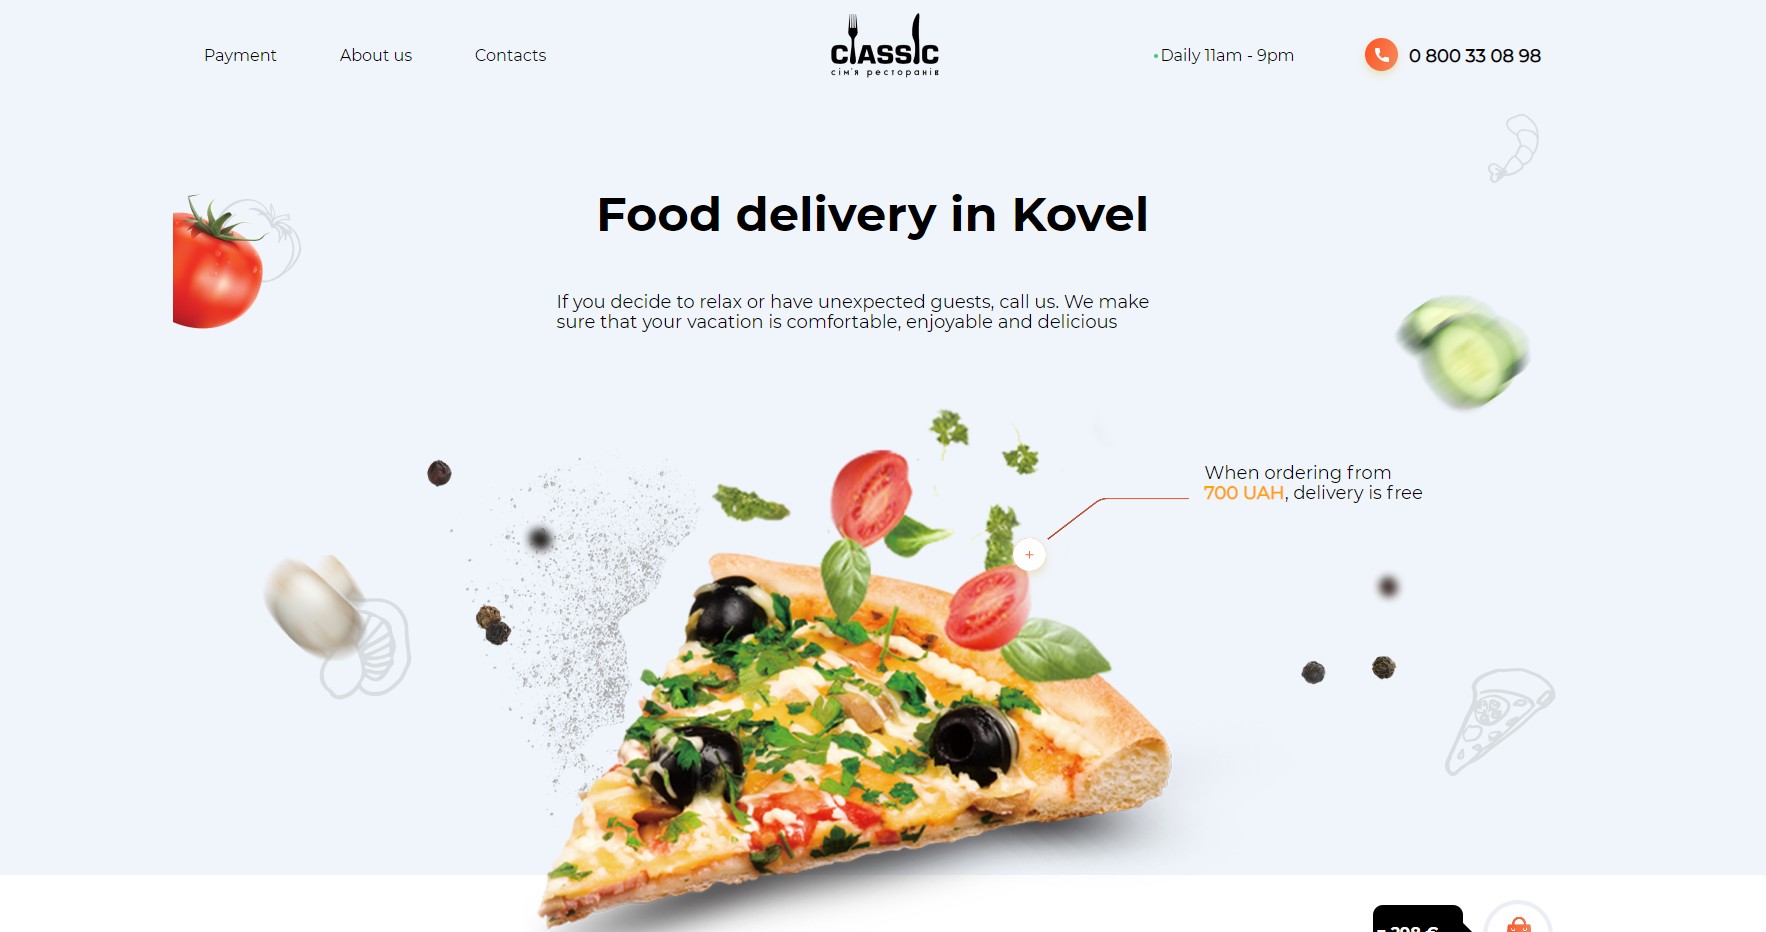 Payment
About us
Contacts
CLASSIC
сім'я ресторанів
Daily 11am - 9pm
0 800 33 08 98
Food delivery in Kovel
If you decide to relax or have unexpected guests, call us. We make
sure that your vacation is comfortable, enjoyable and delicious
When ordering from
700 UAH, delivery is free